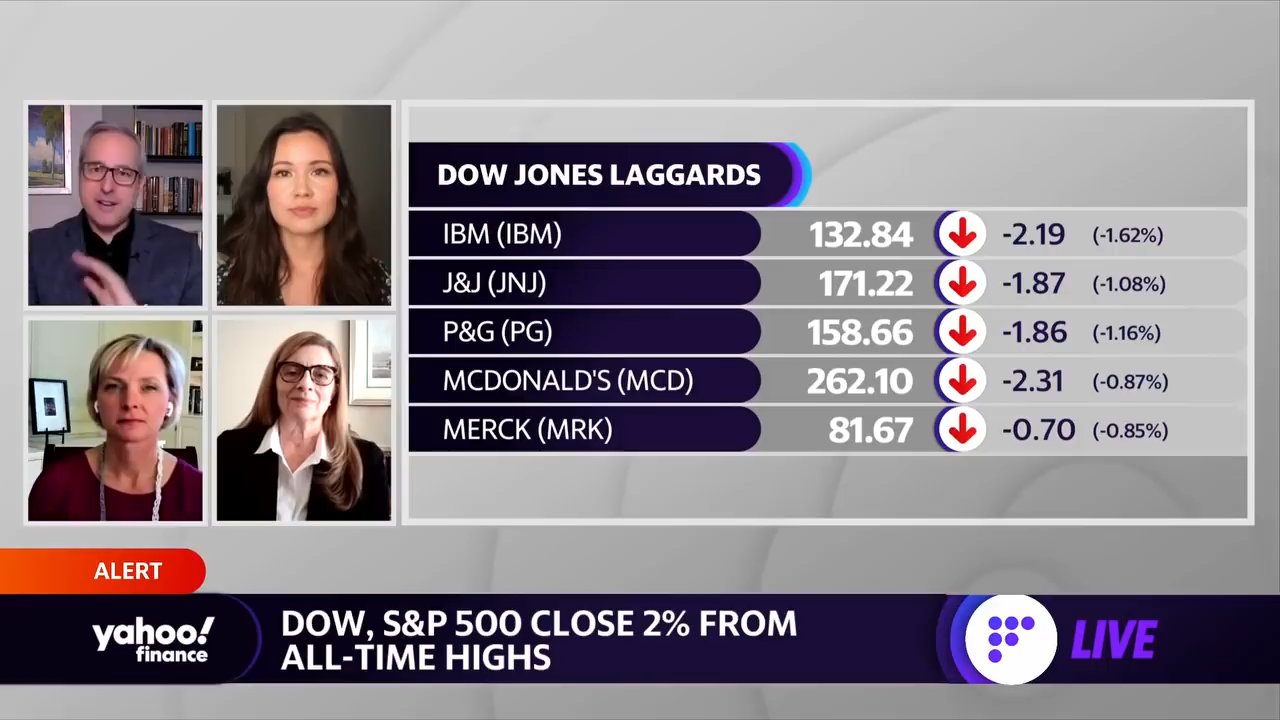 DOW JONES LAGGARDS
IBM (IBM) 132.84 -2.19 (-1.62%)
J&J (JNJ) 171.22 -1.87 (-1.08%)
P&G (PG) 158.66 -1.86 (-1.16%)
MCDONALD'S (MCD) 262.10 -2.31 (-0.87%)
MERCK (MRK) 81.67 -0.70 (-0.85%)
ALERT
yahoo!
finance
DOW, S&P 500 CLOSE 2% FROM
ALL-TIME HIGHS
LIVE